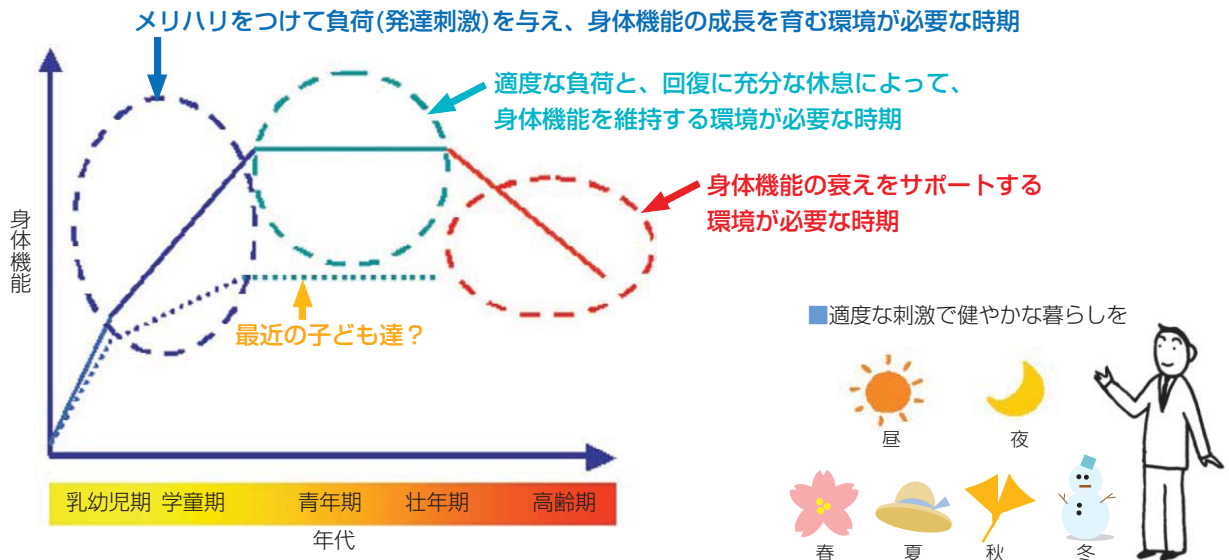 メリハリをつけて負荷(発達刺激)を与え、身体機能の成長を育む環境が必要な時期
適度な負荷と、回復に充分な休息によって、
身体機能を維持する環境が必要な時期
身体機能の衰えをサポートする
環境が必要な時期
身体機能
最近の子ども達？
乳幼児期 学童期 青年期 壮年期 高齢期
年代
■適度な刺激で健やかな暮らしを
昼 夜
春 夏 秋 冬